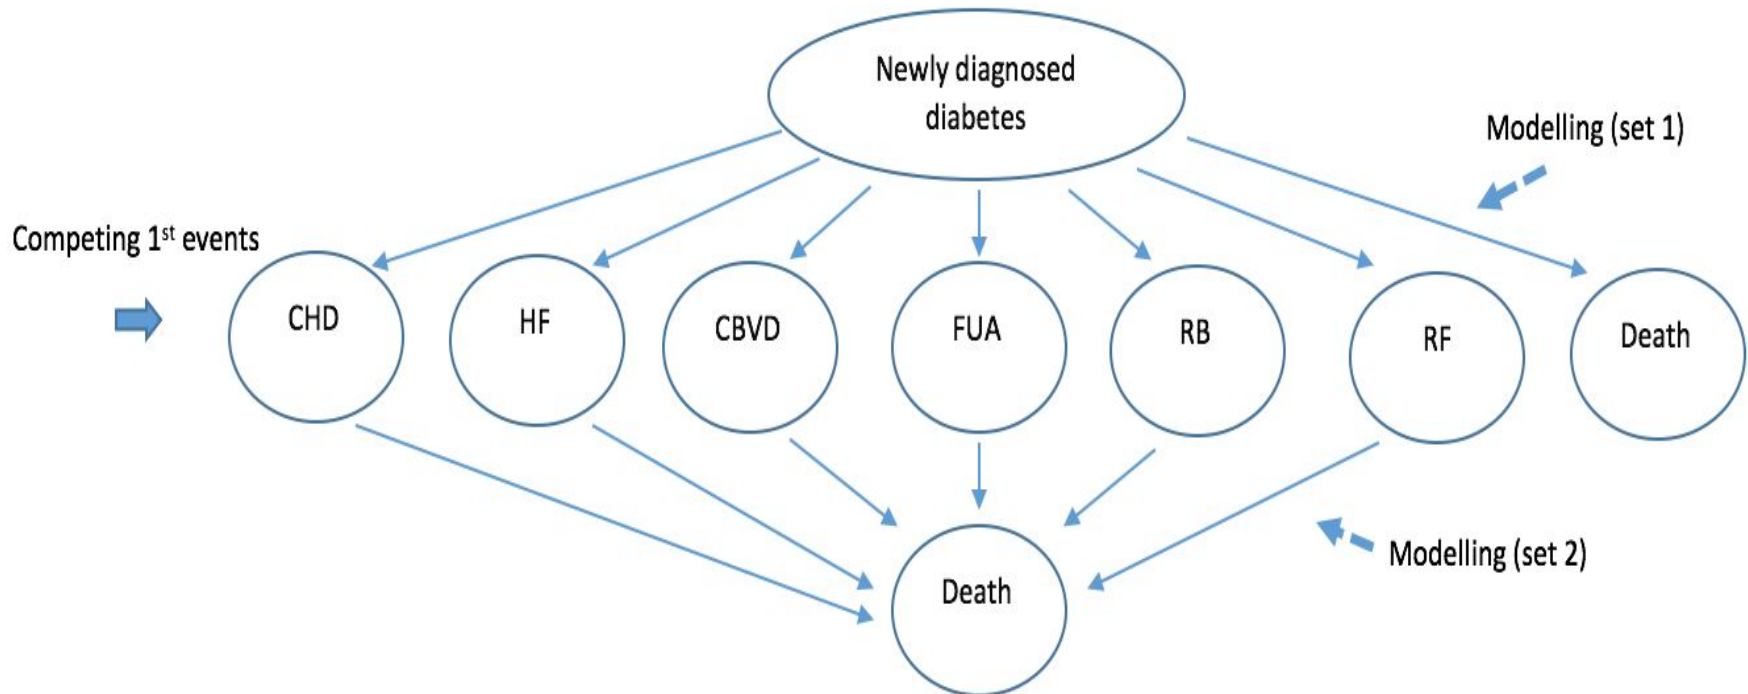 Newly diagnosed
diabetes
Modelling (set 1)
Competing 1st events
CHD
HF
CBVD
FUA
RB
RF
Death
Death
Modelling (set 2)